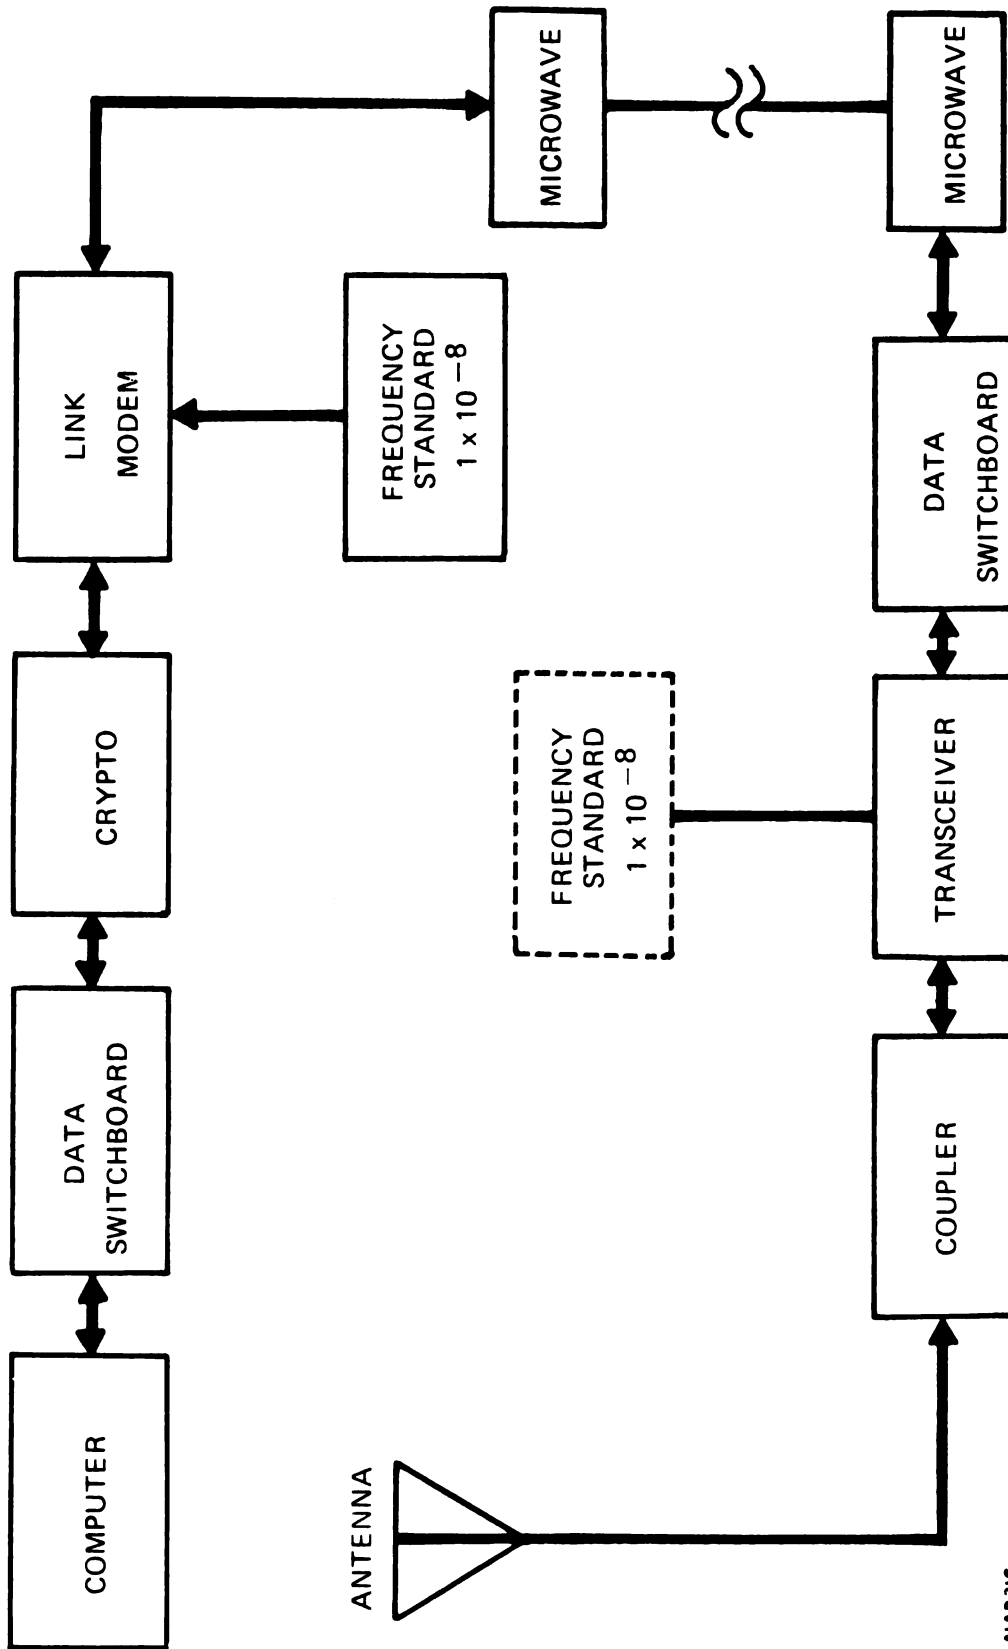 COMPUTER
DATA
SWITCHBOARD
CRYPTO
LINK
MODEM
MICROWAVE
FREQUENCY
STANDARD
1 x 10 –8
ANTENNA
FREQUENCY
STANDARD
1 x 10 –8
COUPLER
TRANSCEIVER
DATA
SWITCHBOARD
MICROWAVE